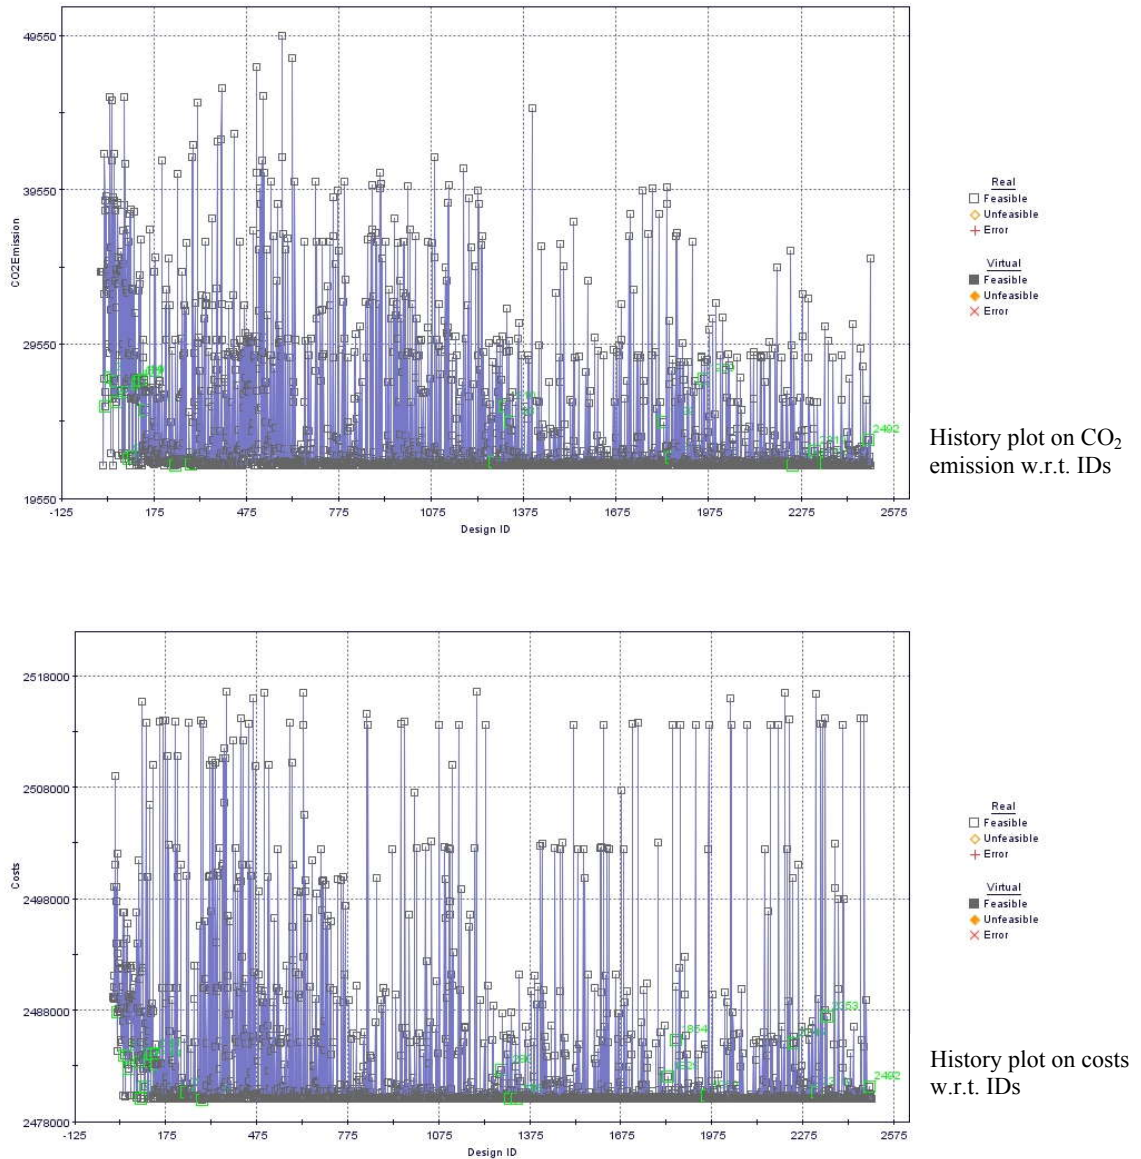 49550
39550
29550
19550
CO2Emission
-125 175 475 775 1075 1375 1675 1975 2275 2575
Design ID
2492
Real
Feasible
Unfeasible
Error
Virtual
Feasible
Unfeasible
Error
History plot on CO2
emission w.r.t. IDs
2518000
2508000
2498000
2488000
2478000
Costs
-125 175 475 775 1075 1375 1675 1975 2275 2575
Design ID
2492
Real
Feasible
Unfeasible
Error
Virtual
Feasible
Unfeasible
Error
History plot on costs
w.r.t. IDs